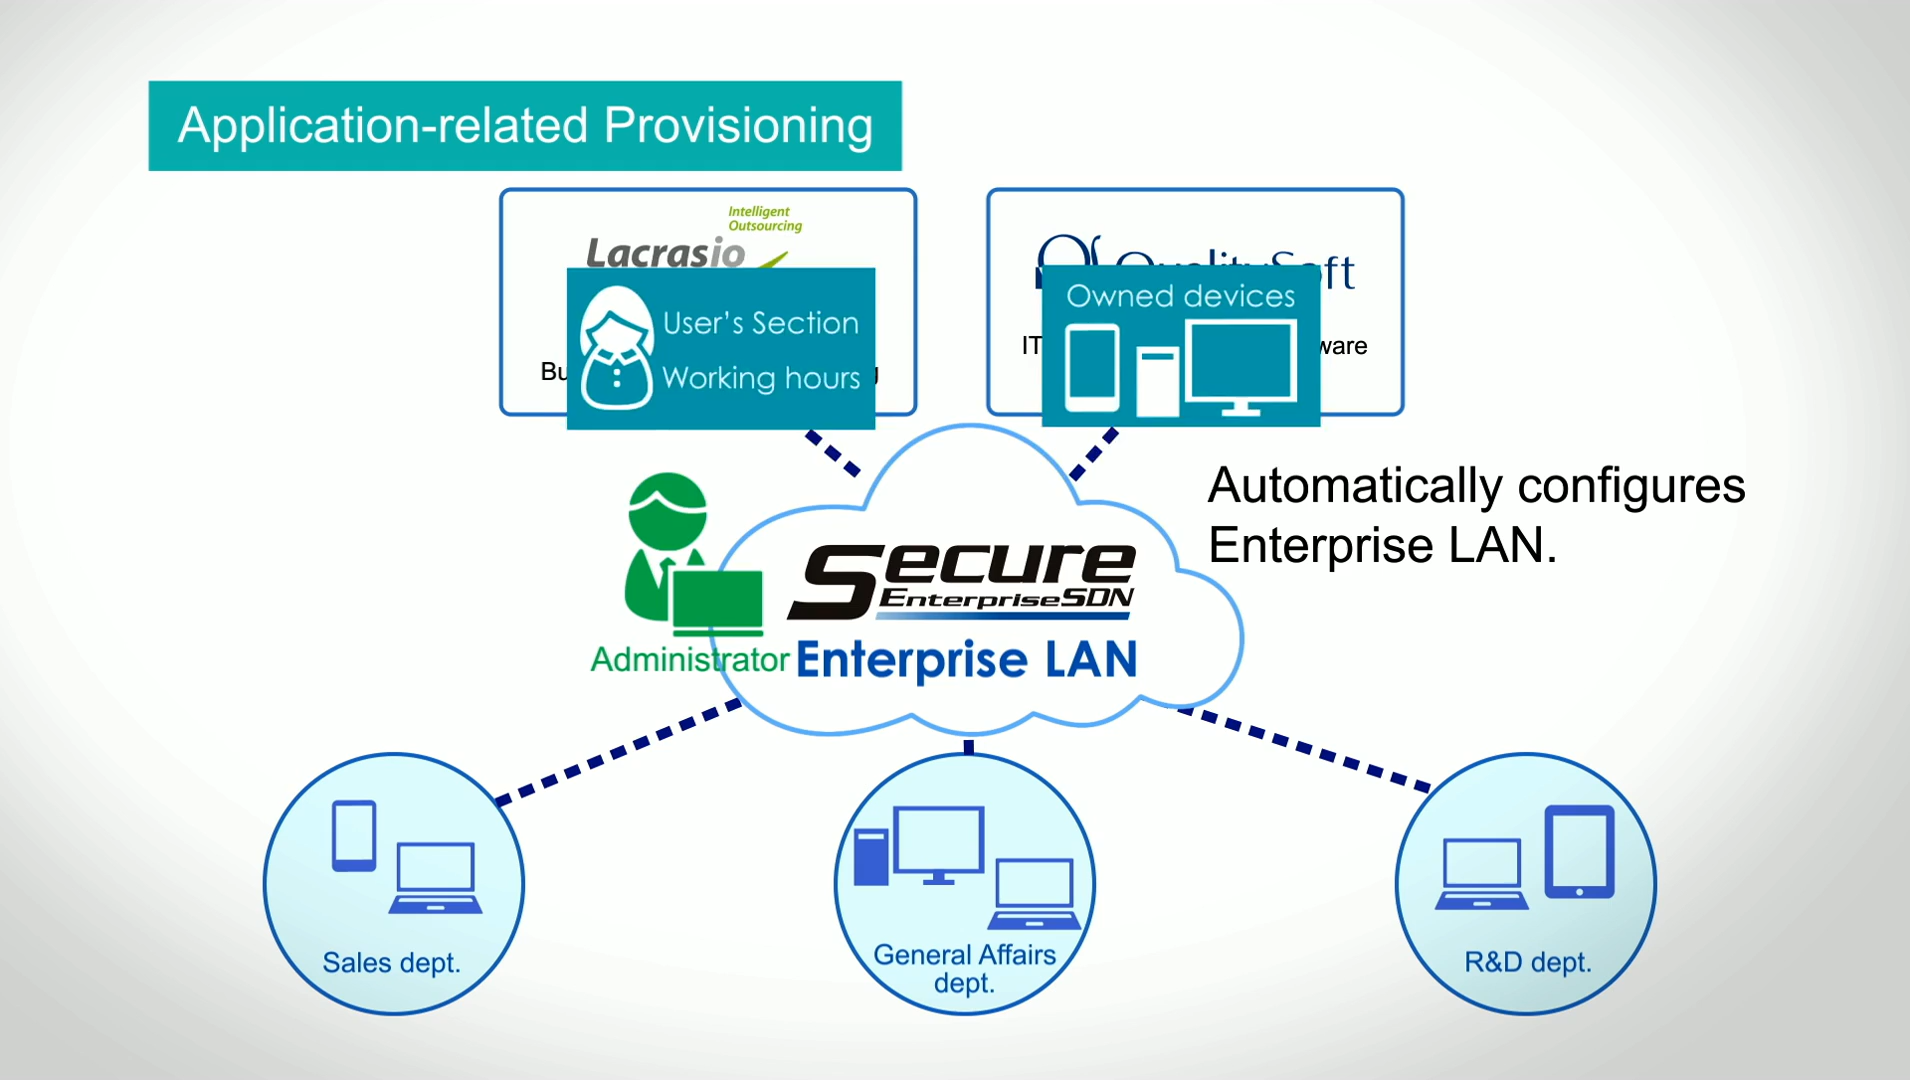 Application-related Provisioning
Intelligent
Outsourcing
Lacrasio
User's Section
Working hours
Owned devices
IT
Automatically configures
Enterprise LAN.
Secure
EnterpriseSDN
Enterprise LAN
Administrator
Sales dept.
General Affairs
dept.
R&D dept.